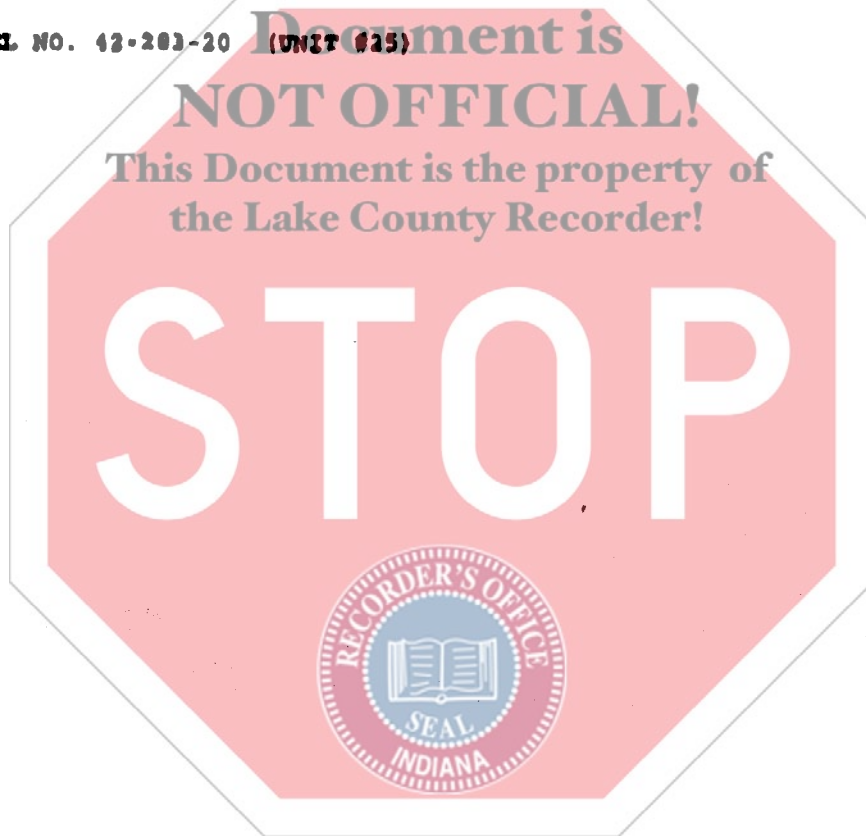 NO. 42-203-20 (UNIT #25)
Document is
NOT OFFICIAL!
This Document is the property of
the Lake County Recorder!
STOP
RECORDER'S OFFICE
SEAL
INDIANA